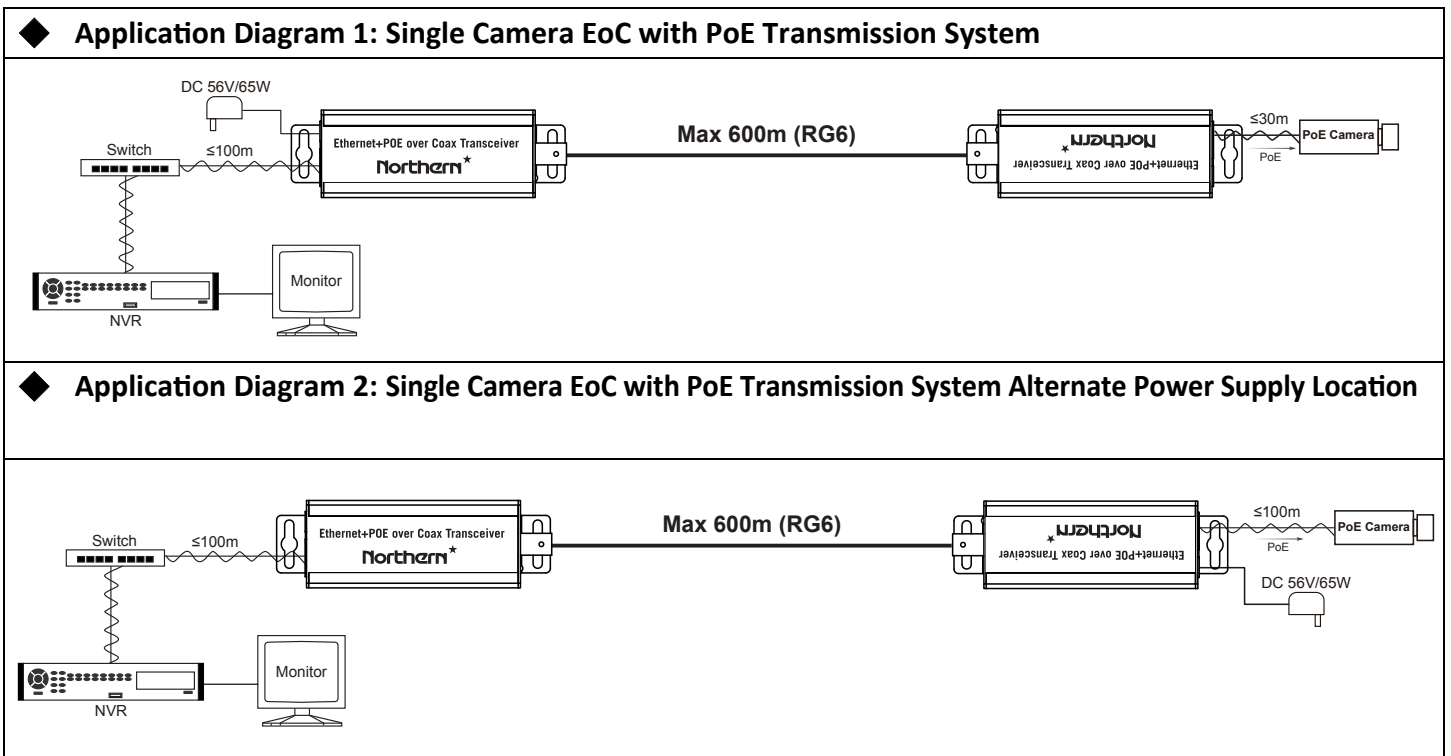 ◆ Application Diagram 1: Single Camera EoC with PoE Transmission System
DC 56V/65W
Switch
≤100m
Ethernet+POE over Coax Transceiver
Northern
Max 600m (RG6)
Ethernet+POE over Coax Transceiver
Northern
≤30m
PoE
PoE Camera
NVR
Monitor
◆ Application Diagram 2: Single Camera EoC with PoE Transmission System Alternate Power Supply Location
Switch
≤100m
Ethernet+POE over Coax Transceiver
Northern
Max 600m (RG6)
Ethernet+POE over Coax Transceiver
Northern
≤100m
PoE
PoE Camera
DC 56V/65W
NVR
Monitor